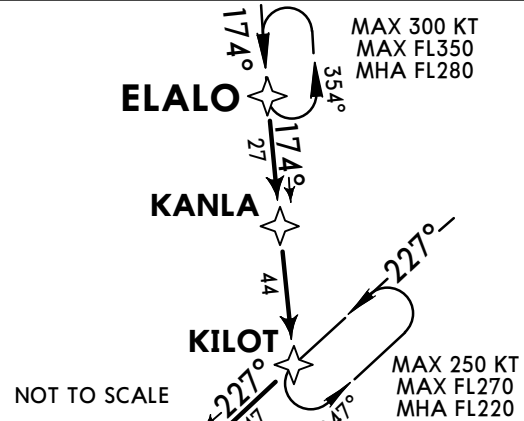 174°
MAX 300 KT
MAX FL350
MHA FL280
354°
ELALO
27
174°
KANLA
227°
44
KILOT
MAX 250 KT
MAX FL270
MHA FL220
NOT TO SCALE
227°